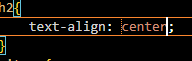 h2{
text-align: center;
}